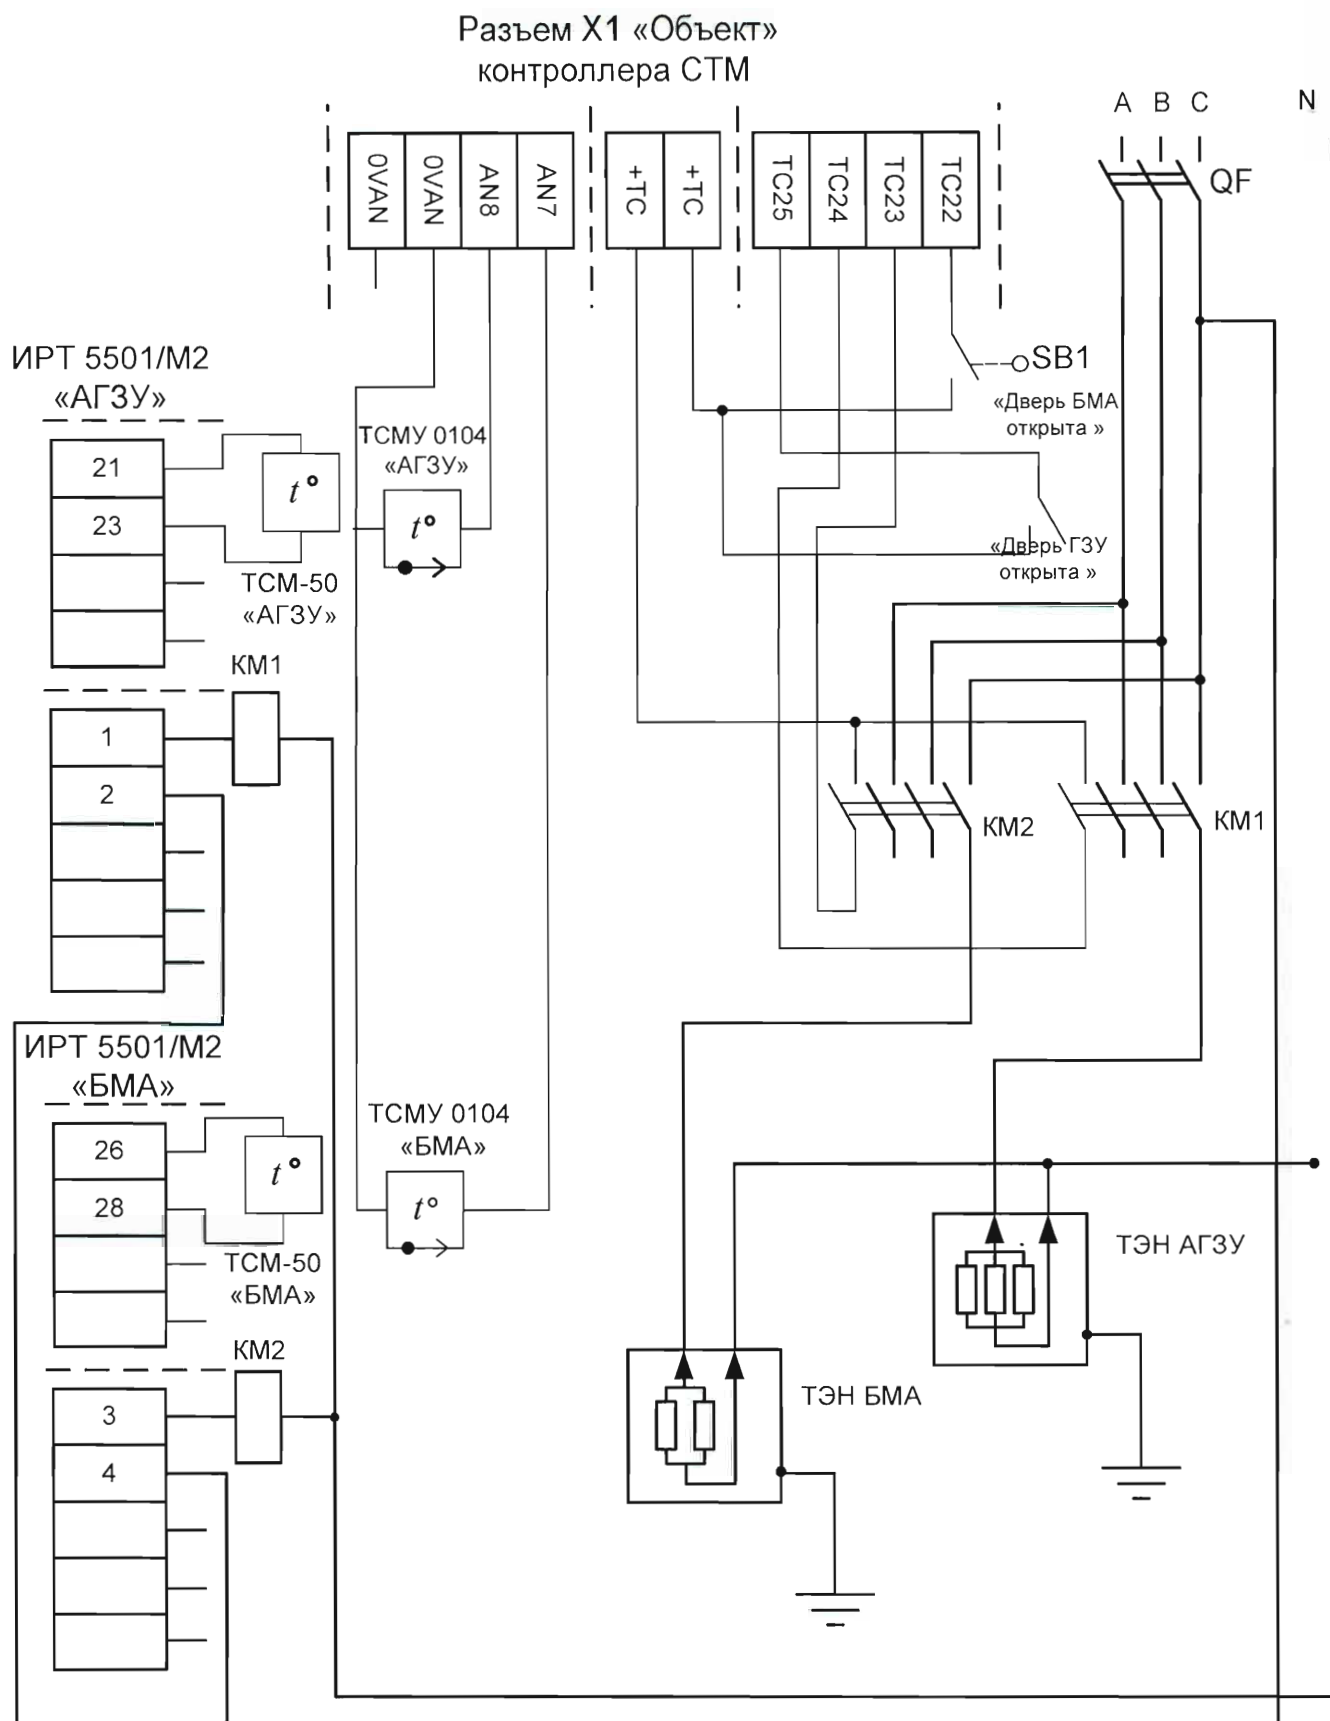 Разъем X1 «Объект»
контроллера СТМ
A B C N
0VAN 0VAN AN8 AN7 +TC +TC TC25 TC24 TC23 TC22
QF
ИРТ 5501/М2
«АГЗУ»
SB1
«Дверь БМА
открыта »
ТСМУ 0104
«АГЗУ»
21
t°
23
t°
«Дверь ГЗУ
открыта »
ТСМ-50
«АГЗУ»
КМ1
1
2
КМ2
КМ1
ИРТ 5501/М2
«БМА»
ТСМУ 0104
«БМА»
26
t°
28
t°
ТСМ-50
«БМА»
ТЭН АГЗУ
КМ2
ТЭН БМА
3
4